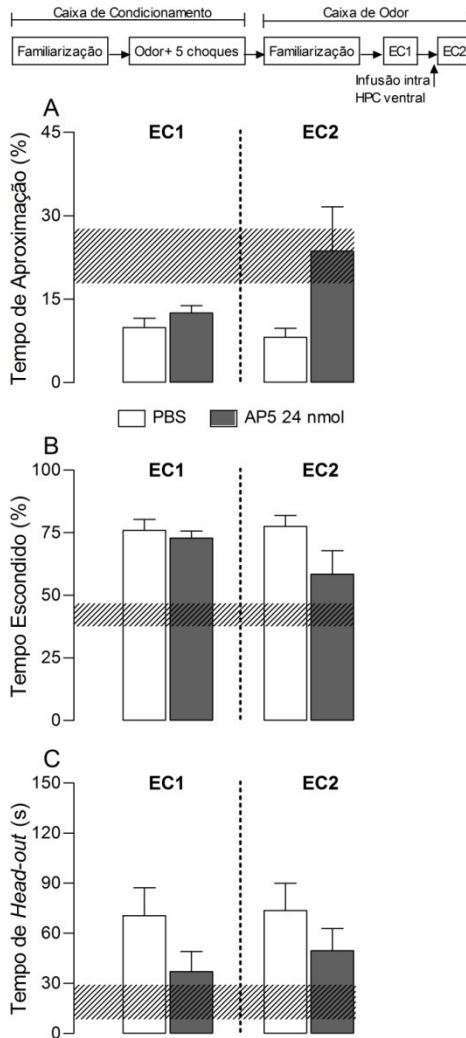 Caixa de Condicionamento
Caixa de Odor
Familiarização
Odor+ 5 choques
Familiarização
EC1
EC2
Infusão intra
HPC ventral
A
EC1
EC2
Tempo de Aproximação (%)
45
30
15
0
PBS
AP5 24 nmol
B
EC1
EC2
Tempo Escondido (%)
100
75
50
25
0
C
EC1
EC2
Tempo de Head-out (s)
150
120
90
60
30
0